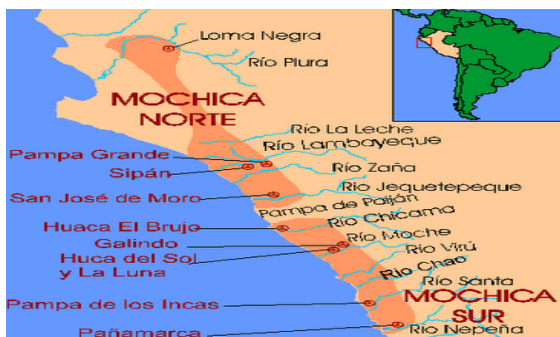 Loma Negra
Río Plura
MOCHICA
NORTE
Río La Leche
Río Lambayeque
Pampa Grande
Sipán
Río Zaña
Río Jequetepeque
San José de Moro
Pampa de Paiján
Río Chicama
Huaca El Brujo
Río Moche
Galindo
Río Virú
Huca del Sol
y La Luna
Río Chao
Río Santa
MOCHICA
SUR
Pampa de los Incas
Pañamarca
Río Nepeña